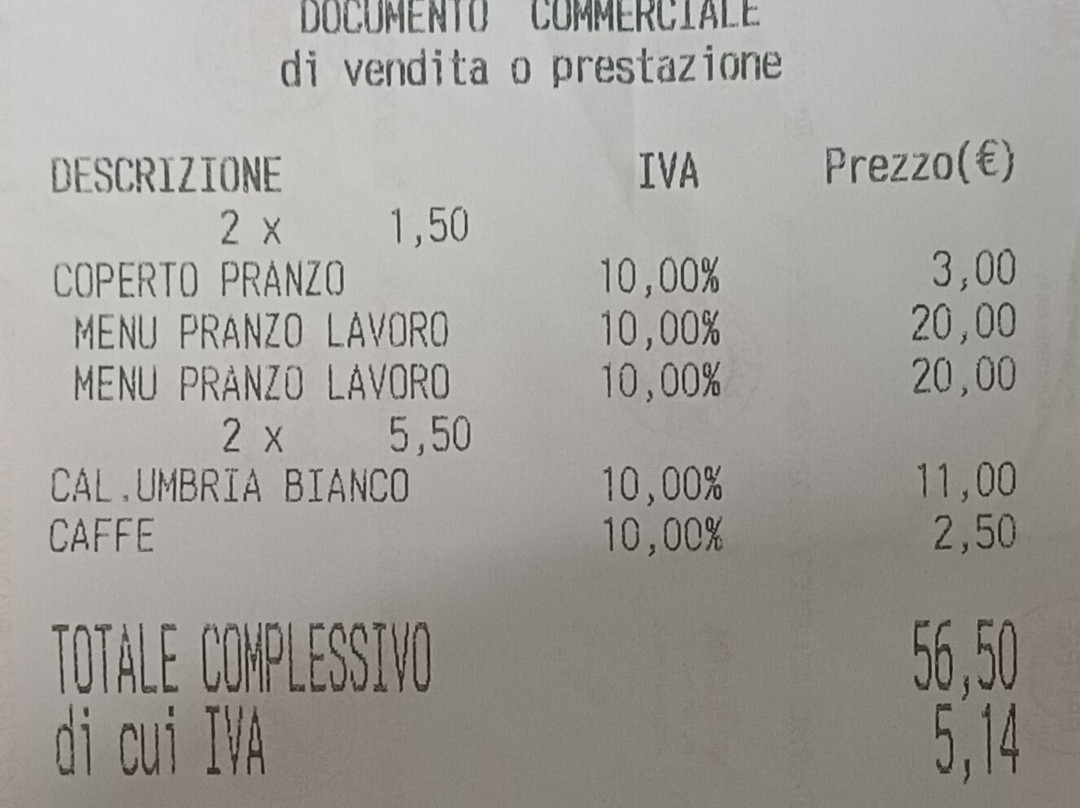 DOCUMENTO COMMERCIALE
di vendita o prestazione
DESCRIZIONE IVA Prezzo(€)
2 x 1,50
COPERTO PRANZO 10,00% 3,00
MENU PRANZO LAVORO 10,00% 20,00
MENU PRANZO LAVORO 10,00% 20,00
2 x 5,50
CAL.UMBRIA BIANCO 10,00% 11,00
CAFFE 10,00% 2,50
TOTALE COMPLESSIVO 56,50
di cui IVA 5,14